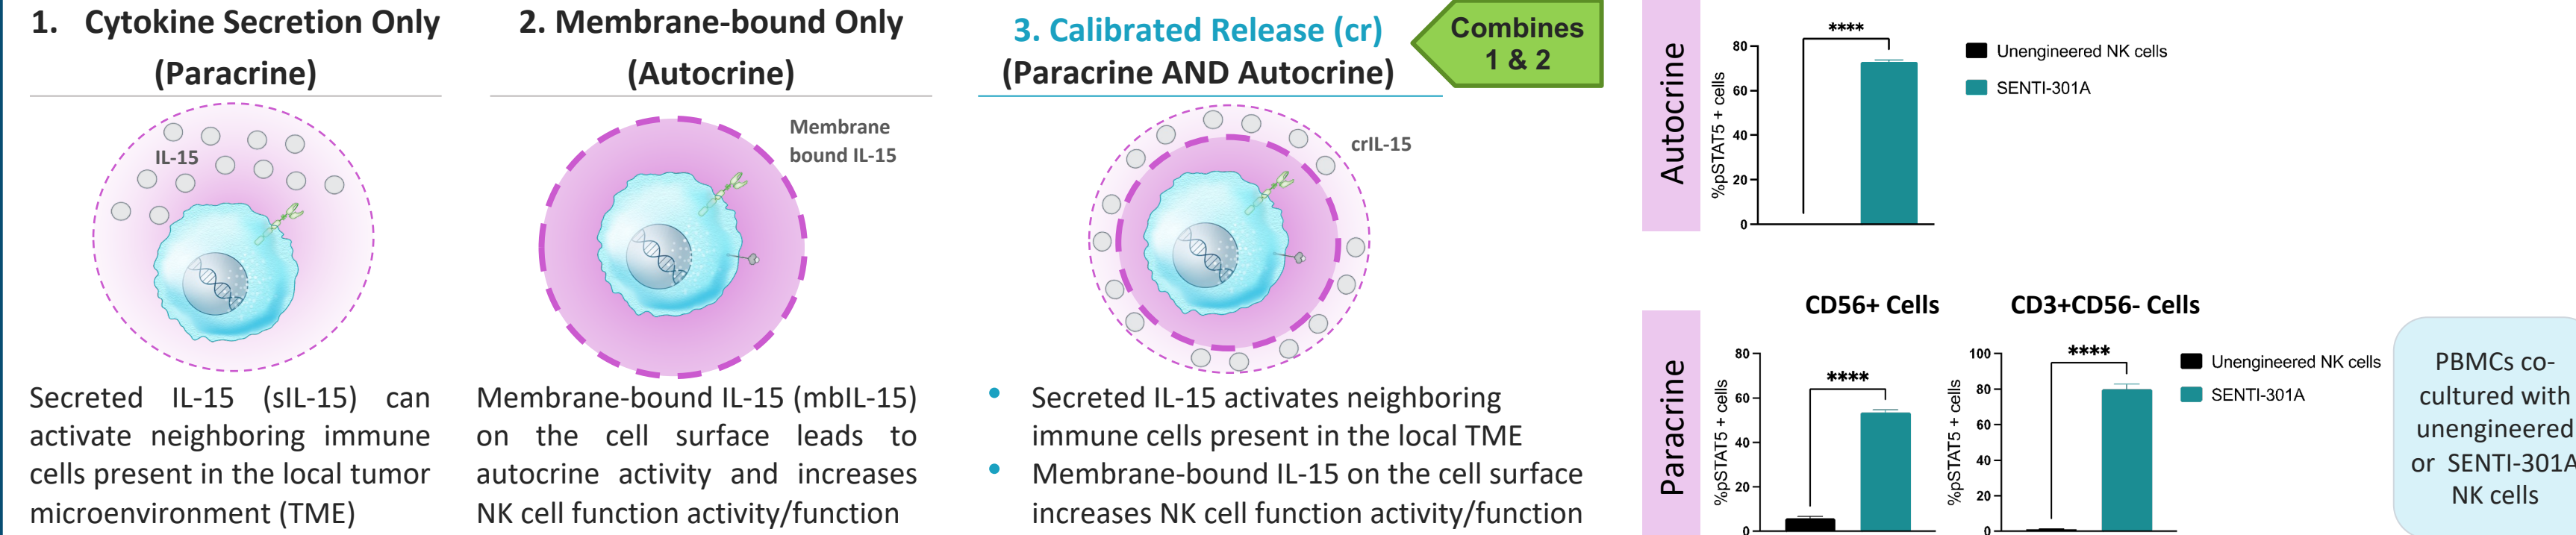 1. Cytokine Secretion Only
(Paracrine)
IL-15
Secreted IL-15 (sIL-15) can
activate neighboring immune
cells present in the local tumor
microenvironment (TME)
2. Membrane-bound Only
(Autocrine)
Membrane
bound IL-15
Membrane-bound IL-15 (mbIL-15)
on the cell surface leads to
autocrine activity and increases
NK cell function activity/function
3. Calibrated Release (cr)
(Paracrine AND Autocrine)
Combines
1 & 2
crIL-15
• Secreted IL-15 activates neighboring
immune cells present in the local TME
• Membrane-bound IL-15 on the cell surface
increases NK cell function activity/function
Autocrine
%pSTAT5 + cells
80
60
40
20
0
****
Unengineered NK cells
SENTI-301A
Paracrine
CD56+ Cells
%pSTAT5 + cells
80
60
40
20
0
****
CD3+CD56- Cells
%pSTAT5 + cells
100
80
60
40
20
0
****
Unengineered NK cells
SENTI-301A
PBMCs co-
cultured with
unengineered
or SENTI-301A
NK cells